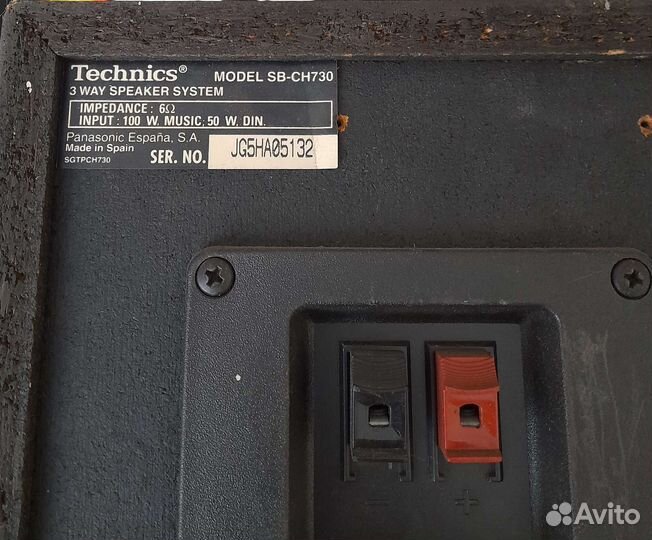 Technics® MODEL SB-CH730
3 WAY SPEAKER SYSTEM
IMPEDANCE : 6Ω
INPUT : 100 W. MUSIC; 50 W. DIN.
Panasonic España, S.A.
Made in Spain
SGTPCH730 SER. NO. JG5HA05132
− +
Avito